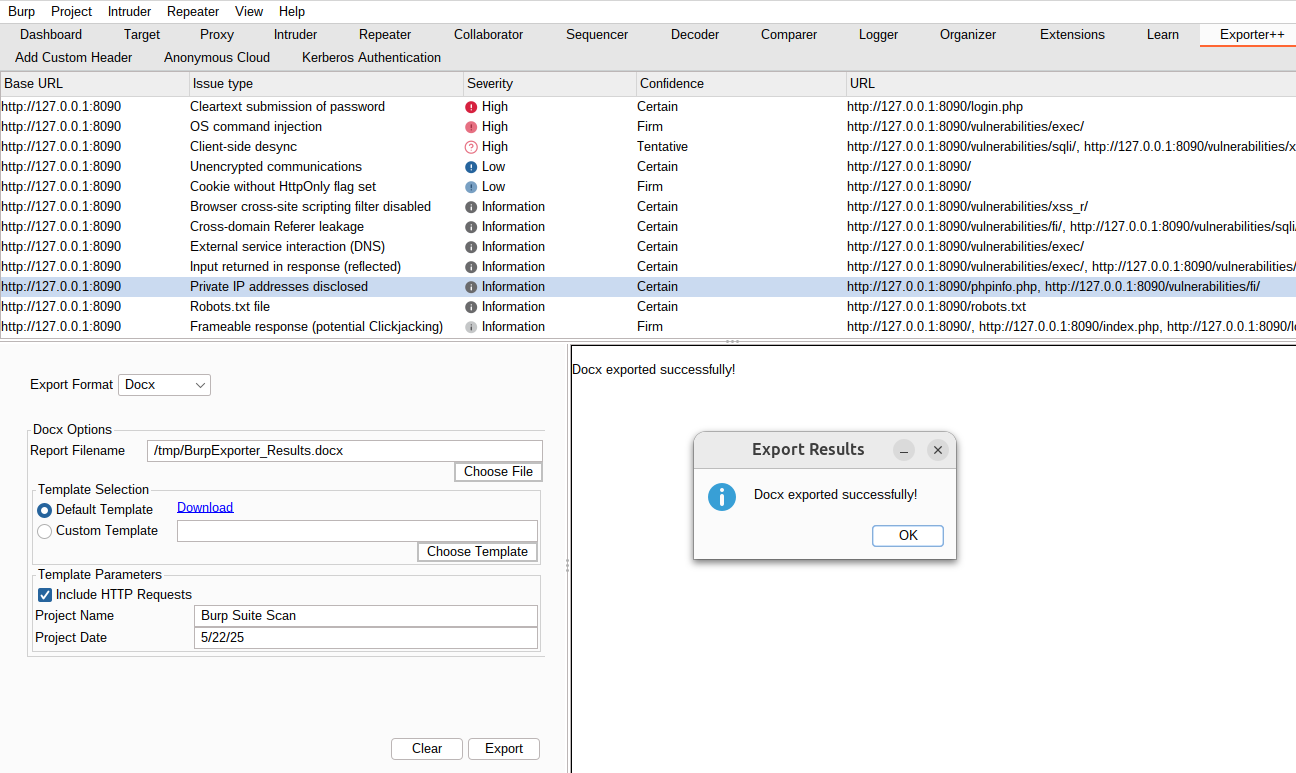 Burp Project Intruder Repeater View Help
Dashboard Target Proxy Intruder Repeater Collaborator Sequencer Decoder Comparer Logger Organizer Extensions Learn Exporter++
Add Custom Header Anonymous Cloud Kerberos Authentication
Base URL Issue type Severity Confidence URL
http://127.0.0.1:8090 Cleartext submission of password High Certain http://127.0.0.1:8090/login.php
http://127.0.0.1:8090 OS command injection High Firm http://127.0.0.1:8090/vulnerabilities/exec/
http://127.0.0.1:8090 Client-side desync High Tentative http://127.0.0.1:8090/vulnerabilities/sqli/, http://127.0.0.1:8090/vulnerabilities/x
http://127.0.0.1:8090 Unencrypted communications Low Certain http://127.0.0.1:8090/
http://127.0.0.1:8090 Cookie without HttpOnly flag set Low Firm http://127.0.0.1:8090/
http://127.0.0.1:8090 Browser cross-site scripting filter disabled Information Certain http://127.0.0.1:8090/vulnerabilities/xss_r/
http://127.0.0.1:8090 Cross-domain Referer leakage Information Certain http://127.0.0.1:8090/vulnerabilities/fi/, http://127.0.0.1:8090/vulnerabilities/sqli/
http://127.0.0.1:8090 External service interaction (DNS) Information Certain http://127.0.0.1:8090/vulnerabilities/exec/
http://127.0.0.1:8090 Input returned in response (reflected) Information Certain http://127.0.0.1:8090/vulnerabilities/exec/, http://127.0.0.1:8090/vulnerabilities/
http://127.0.0.1:8090 Private IP addresses disclosed Information Certain http://127.0.0.1:8090/phpinfo.php, http://127.0.0.1:8090/vulnerabilities/fi/
http://127.0.0.1:8090 Robots.txt file Information Certain http://127.0.0.1:8090/robots.txt
http://127.0.0.1:8090 Frameable response (potential Clickjacking) Information Firm http://127.0.0.1:8090/, http://127.0.0.1:8090/index.php, http://127.0.0.1:8090/lo
Export Format Docx
Docx Options
Report Filename /tmp/BurpExporter_Results.docx
Choose File
Template Selection
Default Template Download
Custom Template
Choose Template
Template Parameters
Include HTTP Requests
Project Name Burp Suite Scan
Project Date 5/22/25
Clear Export
Docx exported successfully!
Export Results
Docx exported successfully!
OK